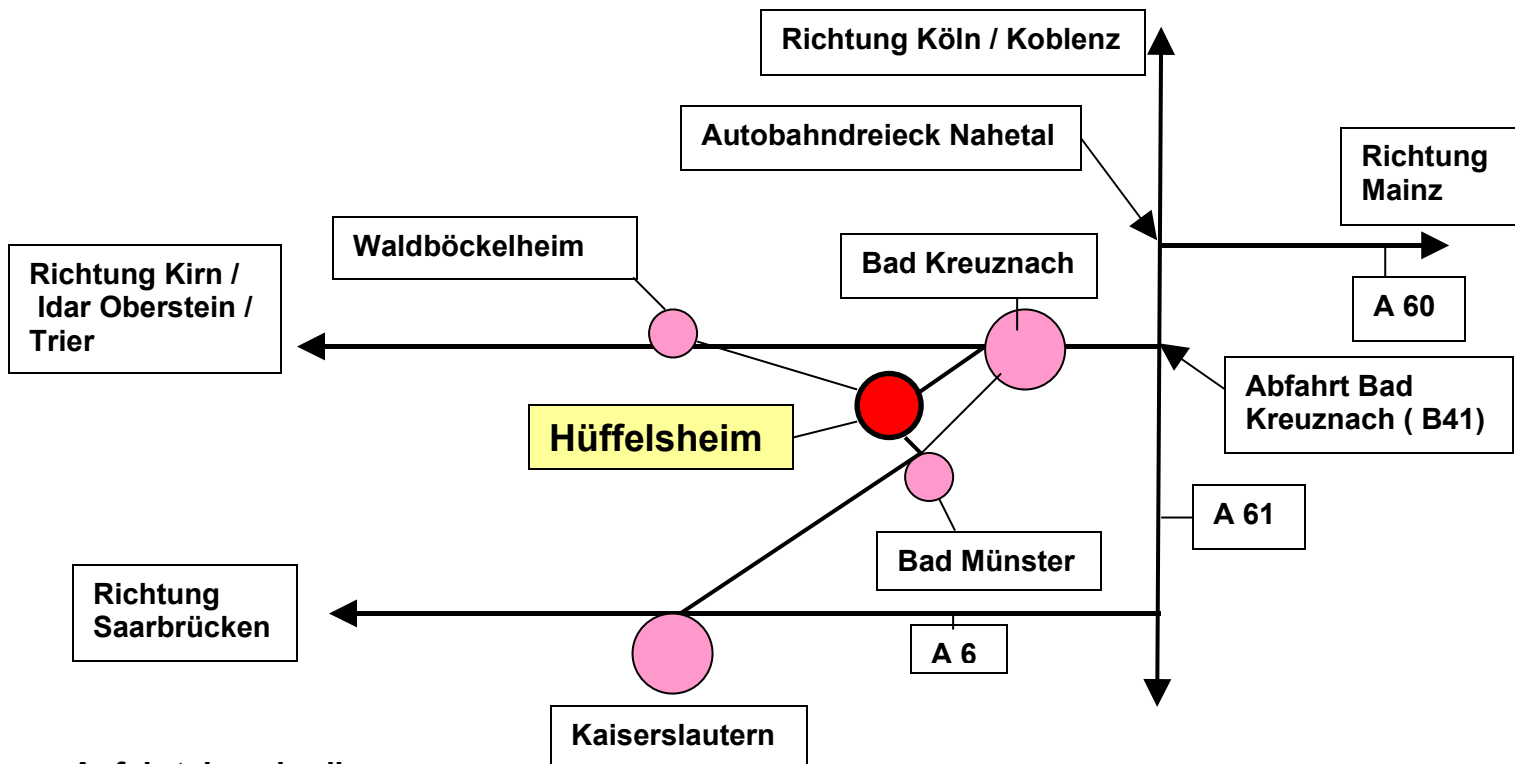 Richtung Köln / Koblenz
Autobahndreieck Nahetal
Richtung
Mainz
Waldböckelheim
Bad Kreuznach
Richtung Kirn /
Idar Oberstein /
Trier
A 60
Abfahrt Bad
Kreuznach ( B41)
Hüffelsheim
A 61
Bad Münster
Richtung
Saarbrücken
A 6
Kaiserslautern